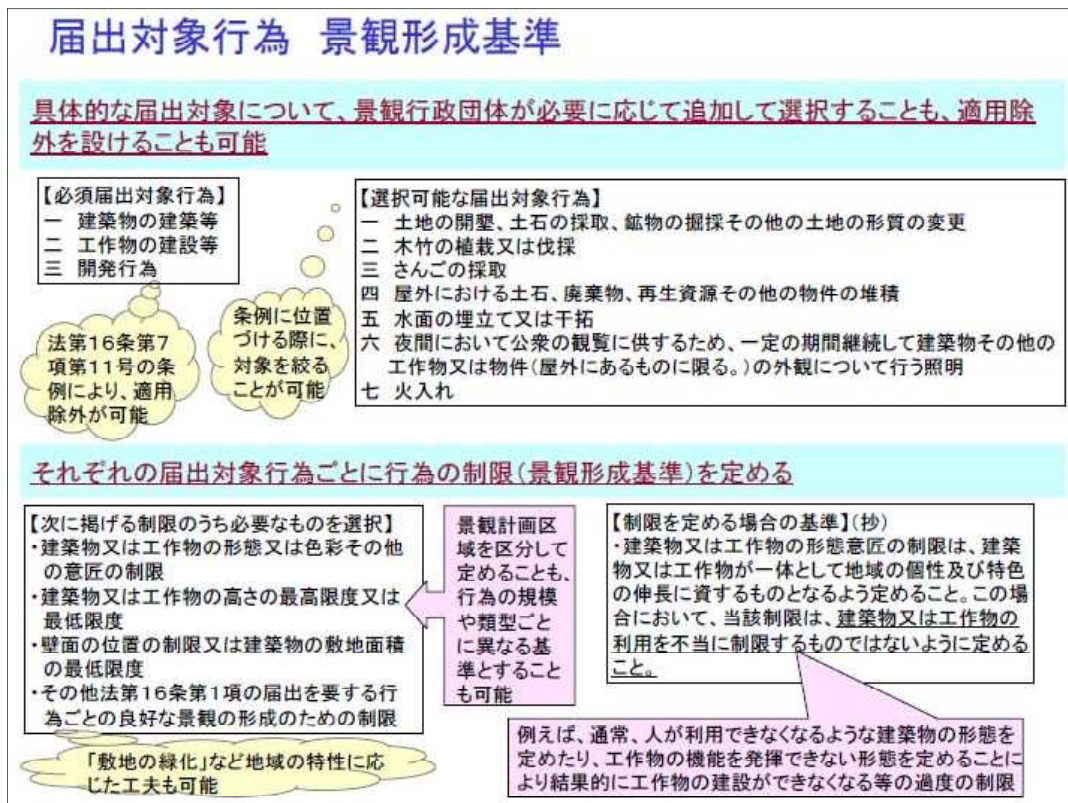 届出対象行為　景観形成基準
具体的な届出対象について、景観行政団体が必要に応じて追加して選択することも、適用除
外を設けることも可能
【必須届出対象行為】
一　建築物の建築等
二　工作物の建設等
三　開発行為
法第16条第7
項第11号の条
例により、適用
除外が可能
条例に位置
づける際に、
対象を絞る
ことが可能
【選択可能な届出対象行為】
一　土地の開墾、土石の採取、鉱物の掘採その他の土地の形質の変更
二　木竹の植栽又は伐採
三　さんごの採取
四　屋外における土石、廃棄物、再生資源その他の物件の堆積
五　水面の埋立て又は干拓
六　夜間において公衆の観覧に供するため、一定の期間継続して建築物その他の
工作物又は物件(屋外にあるものに限る。)の外観について行う照明
七　火入れ
それぞれの届出対象行為ごとに行為の制限(景観形成基準)を定める
【次に掲げる制限のうち必要なものを選択】
・建築物又は工作物の形態又は色彩その他
の意匠の制限
・建築物又は工作物の高さの最高限度又は
最低限度
・壁面の位置の制限又は建築物の敷地面積
の最低限度
・その他法第16条第1項の届出を要する行
為ごとの良好な景観の形成のための制限
「敷地の緑化」など地域の特性に応
じた工夫も可能
景観計画区
域を区分して
定めることも、
行為の規模
や類型ごと
に異なる基
準とすること
も可能
【制限を定める場合の基準】(抄)
・建築物又は工作物の形態意匠の制限は、建築
物又は工作物が一体として地域の個性及び特色
の伸長に資するものとなるよう定めること。この場
合において、当該制限は、建築物又は工作物の
利用を不当に制限するものではないように定める
こと。
例えば、通常、人が利用できなくなるような建築物の形態を
定めたり、工作物の機能を発揮できない形態を定めることに
より結果的に工作物の建設ができなくなる等の過度の制限